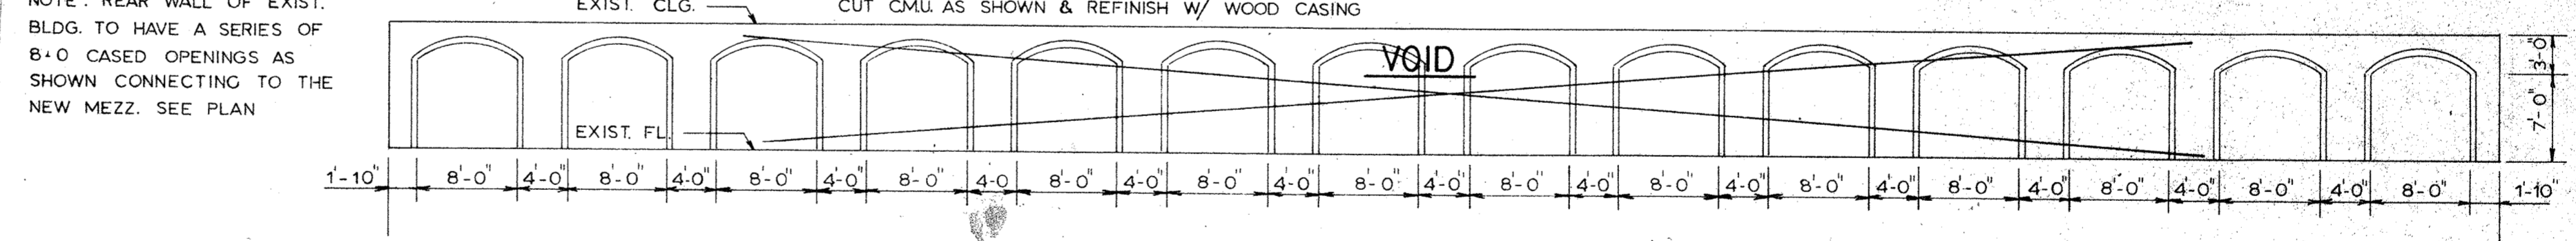 NOTE: REAR WALL OF EXIST.
BLDG. TO HAVE A SERIES OF
8-0 CASED OPENINGS AS
SHOWN CONNECTING TO THE
NEW MEZZ. SEE PLAN
EXIST. CLG.
CUT C.M.U. AS SHOWN & REFINISH W/ WOOD CASING
VOID
EXIST. FL.
3'-0"
7'-0"
1'-10" 8'-0" 4'-0" 8'-0" 4'-0" 8'-0" 4'-0" 8'-0" 4'-0 8'-0" 4'-0" 8'-0" 4'-0" 8'-0" 4'-0" 8'-0" 4'-0" 8'-0" 4'-0" 8'-0" 4'-0" 8'-0" 4'-0" 8'-0" 4'-0" 8'-0" 4'-0" 8'-0" 1'-10"